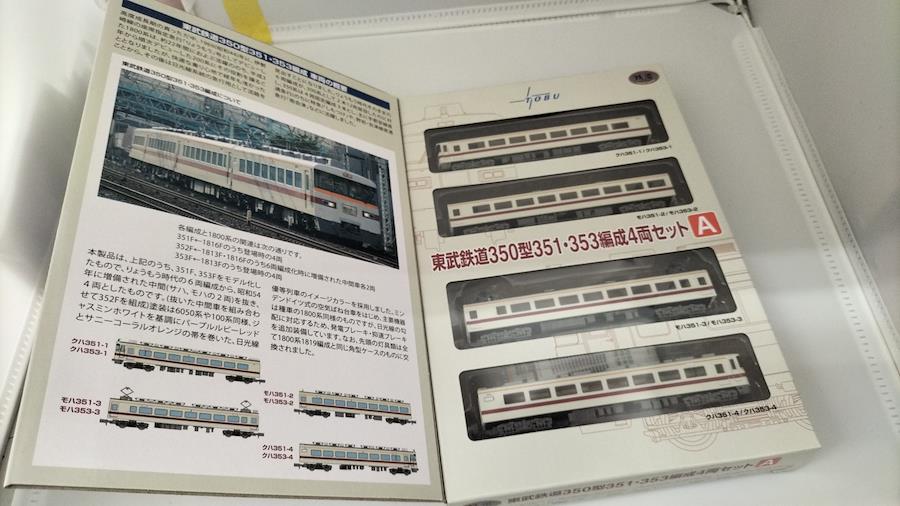 東武鉄道350型351・353編成 車両の概要
東武鉄道350型351・353編成について
各編成と1800系の関連は次の通りです。
351F←1816Fのうち登場時の4両
352F←1813F・1816Fのうち6両編成化時に増備された中間車各2両
353F←1813Fのうち登場時の4両
本製品は、上記のうち、351F、353Fをモデル化し
たもので、りょうもう時代の6両編成から、昭和54
年に増備された中間(サハ、モハの2両)を抜き、
4両としたものです。(抜いた中間車を組み合わ
せて352Fを組成)塗装は6050系や100系同様、ジ
ャスミンホワイトを基調にパープルルビーレッド
とサニーコーラルオレンジの帯を巻いた、日光線
優等列車のイメージカラーを採用しました。ミン
デンドイツ式の空気ばね台車をはじめ、主要機器
は種車の1800系同様のものですが、日光線の勾
配に対応するため、発電ブレーキ・抑速ブレーキ
を追加装備しています。なお、先頭の灯具類は全
て1800系1819編成と同じ角型ケースのものに交
換されました。
クハ351-1
クハ353-1
モハ351-3
モハ353-3
モハ351-2
モハ353-2
クハ351-4
クハ353-4
TOBU
クハ351-1/クハ353-1
モハ351-2/モハ353-2
東武鉄道350型351・353編成4両セット A
モハ351-3/モハ353-3
クハ351-4/クハ353-4
東武鉄道350型351・353編成4両セット A